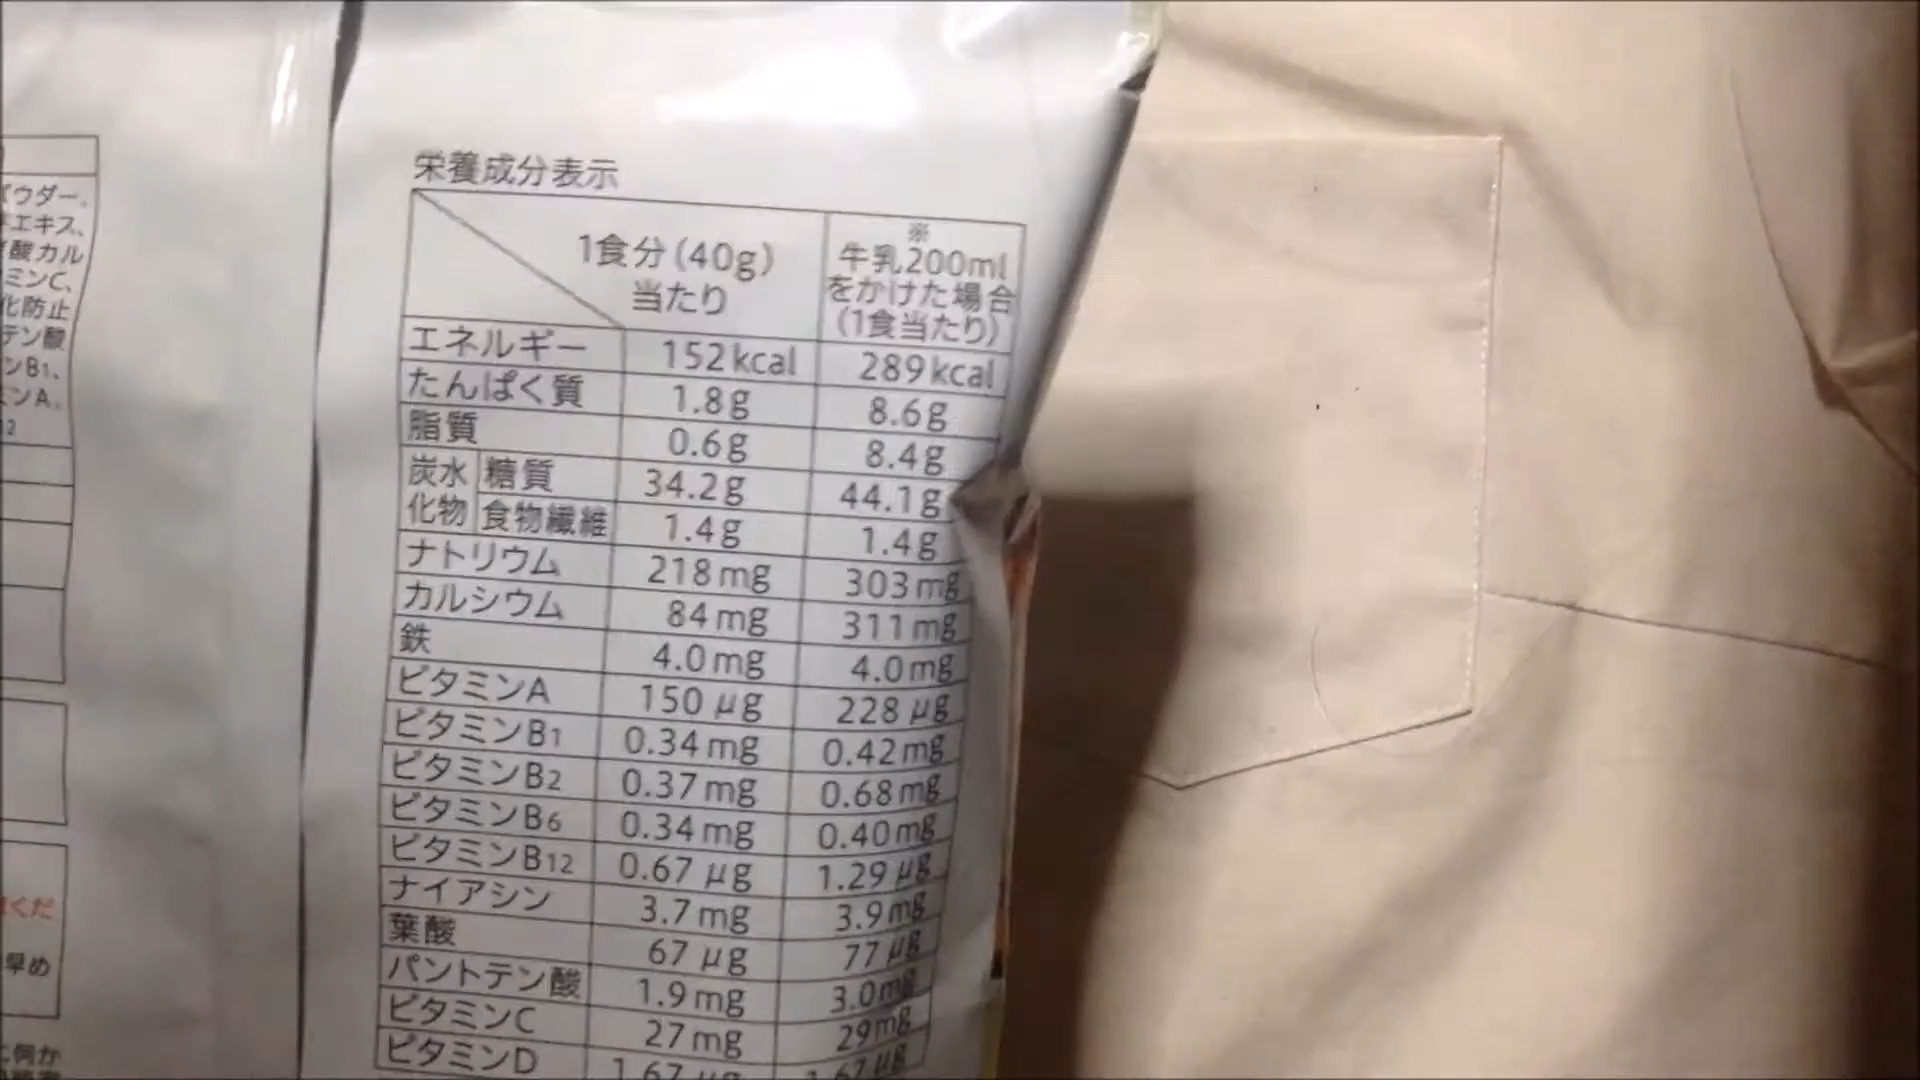 パウダー。
エキス、
酸カル
ミンC、
化防止
テン酸
ンB1、
ミンA、
くだ
早め
栄養成分表示
1食分(40g)
当たり
※
牛乳200ml
をかけた場合
(1食当たり)
エネルギー 152kcal 289kcal
たんぱく質 1.8g 8.6g
脂質 0.6g 8.4g
炭水化物 糖質 34.2g 44.1g
食物繊維 1.4g 1.4g
ナトリウム 218mg 303mg
カルシウム 84mg 311mg
鉄 4.0mg 4.0mg
ビタミンA 150μg 228μg
ビタミンB1 0.34mg 0.42mg
ビタミンB2 0.37mg 0.68mg
ビタミンB6 0.34mg 0.40mg
ビタミンB12 0.67μg 1.29μg
ナイアシン 3.7mg 3.9mg
葉酸 67μg 77μg
パントテン酸 1.9mg 3.0mg
ビタミンC 27mg 29mg
ビタミンD 1.67μg 1.67μg